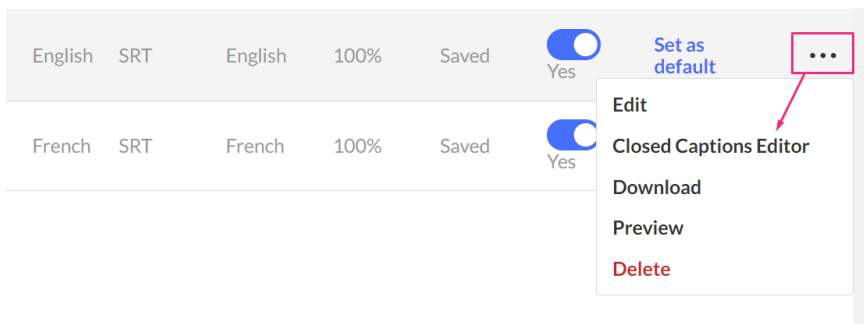 English SRT English 100% Saved Yes Set as default ...
Edit
Closed Captions Editor
French SRT French 100% Saved Yes
Download
Preview
Delete